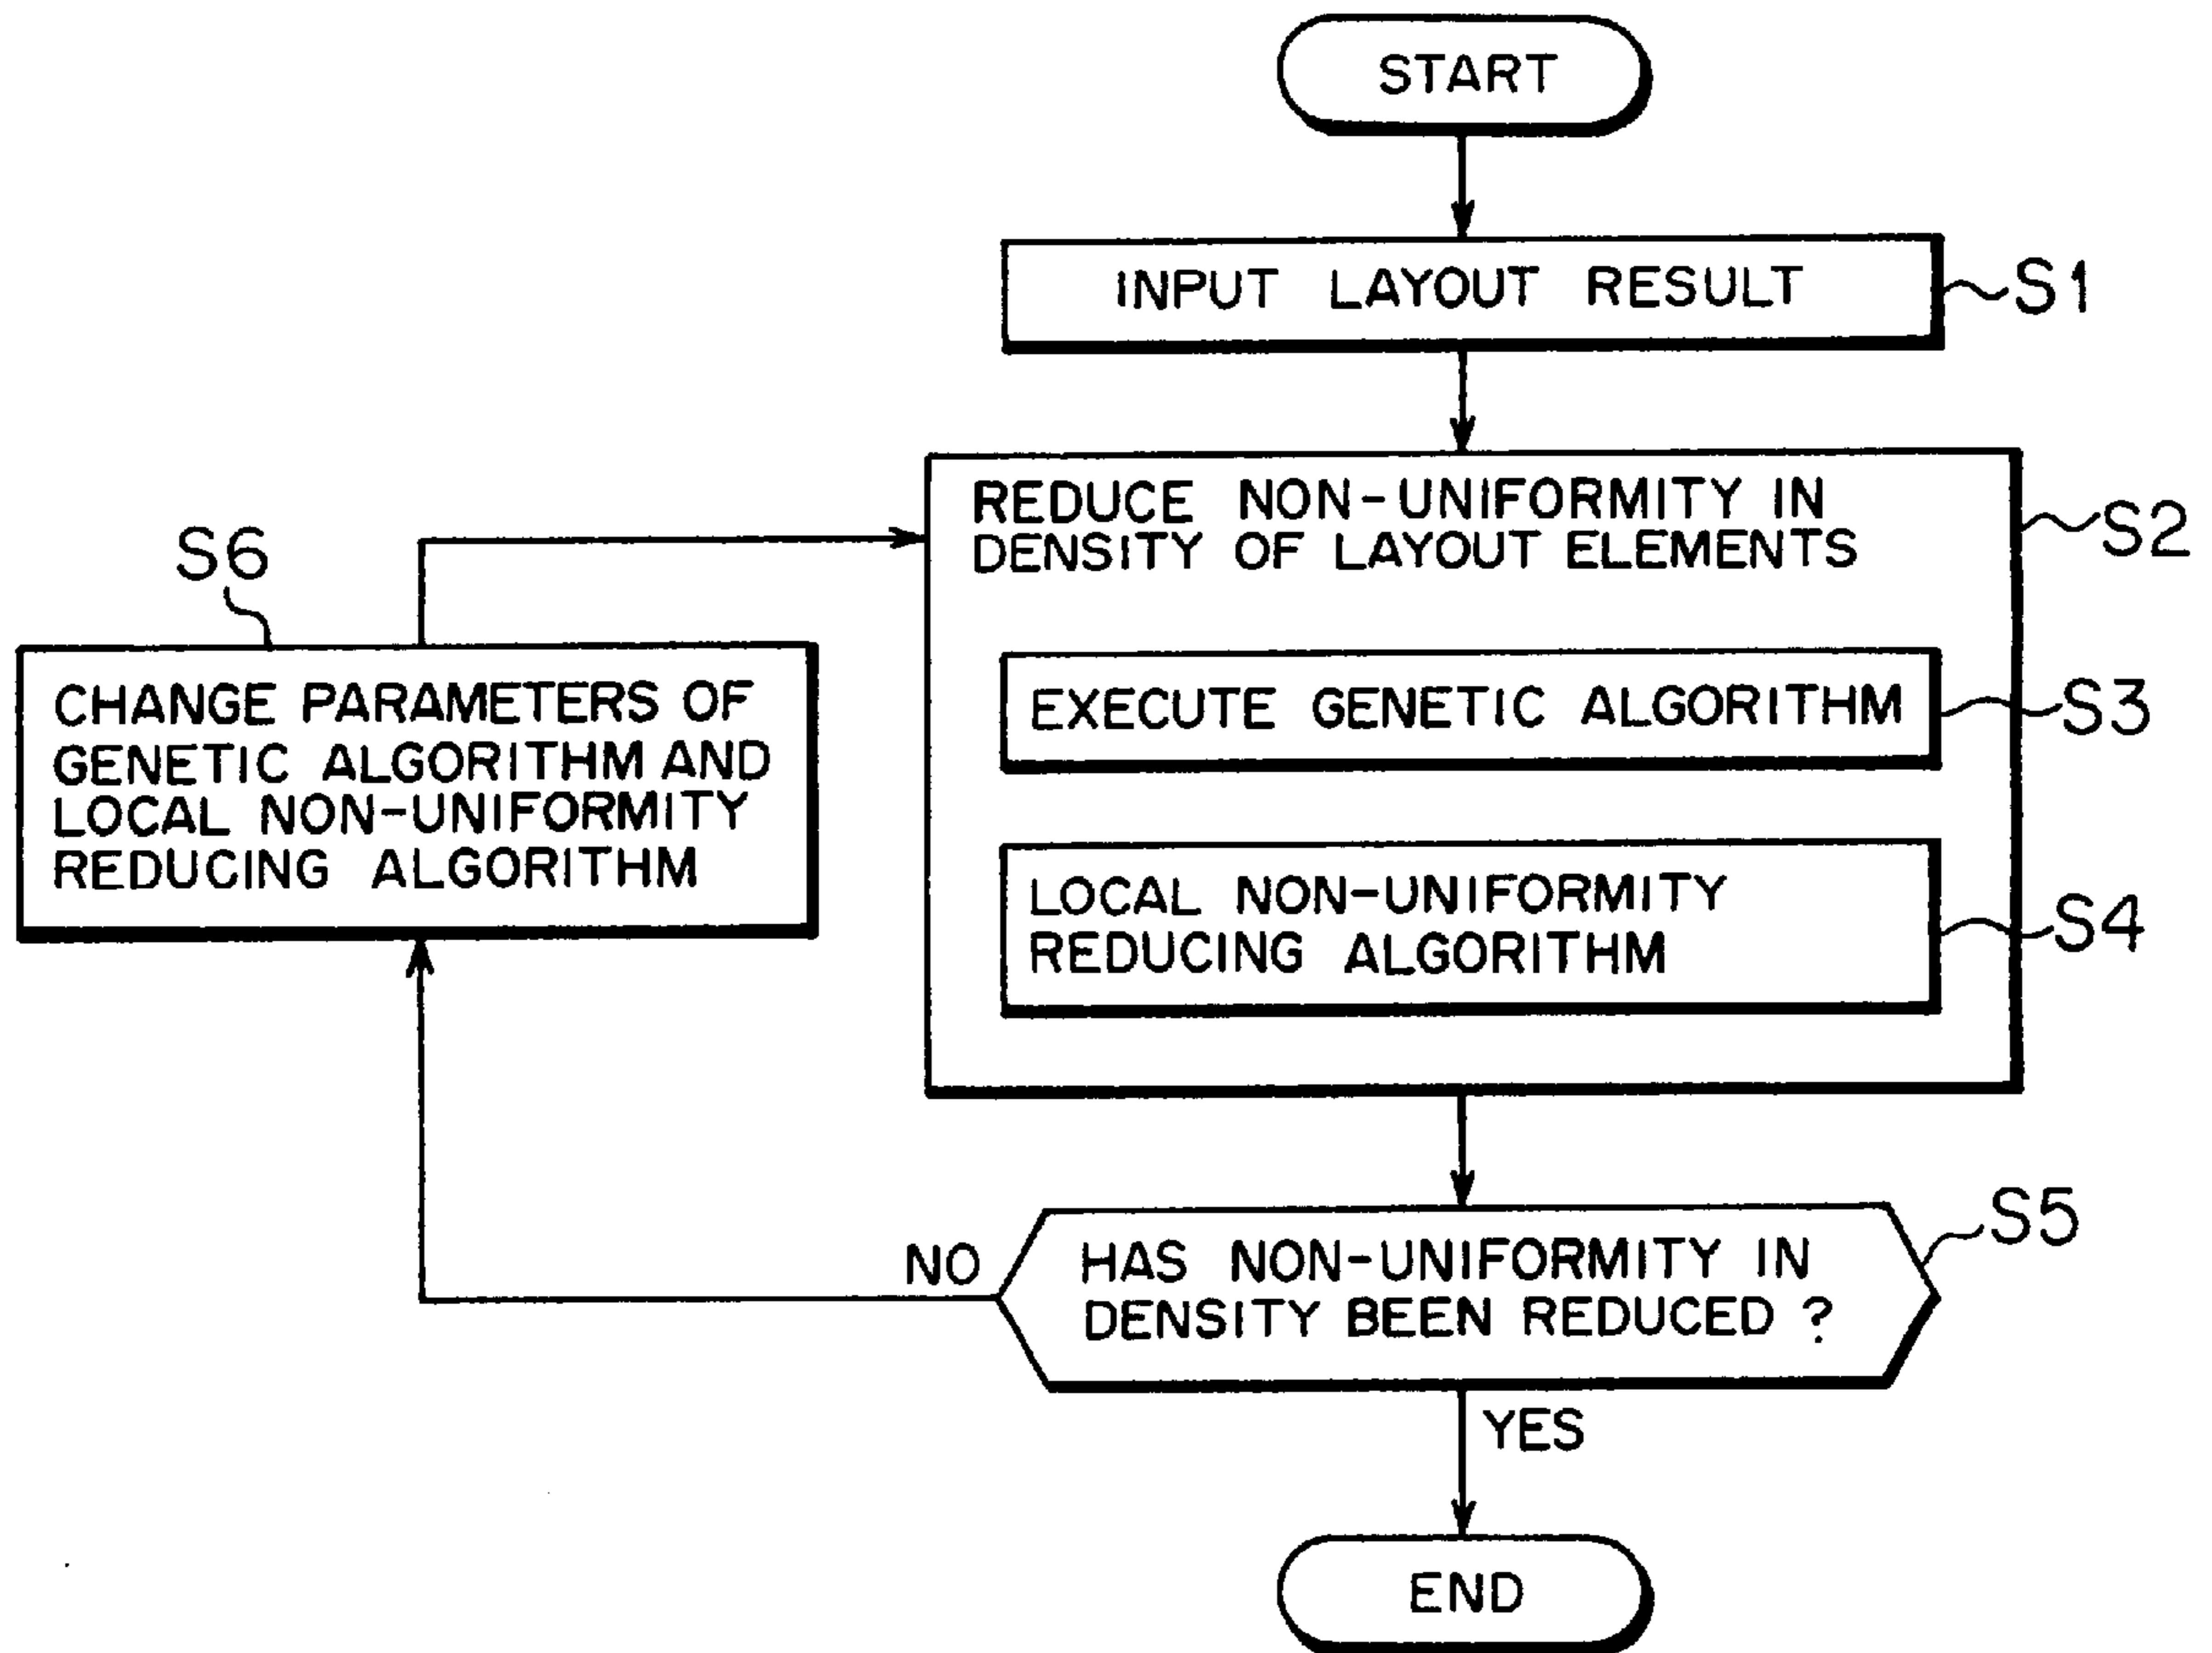 START
INPUT LAYOUT RESULT
S1
REDUCE NON-UNIFORMITY IN
DENSITY OF LAYOUT ELEMENTS
S2
EXECUTE GENETIC ALGORITHM
S3
LOCAL NON-UNIFORMITY
REDUCING ALGORITHM
S4
S6
CHANGE PARAMETERS OF
GENETIC ALGORITHM AND
LOCAL NON-UNIFORMITY
REDUCING ALGORITHM
HAS NON-UNIFORMITY IN
DENSITY BEEN REDUCED ?
S5
NO
YES
END